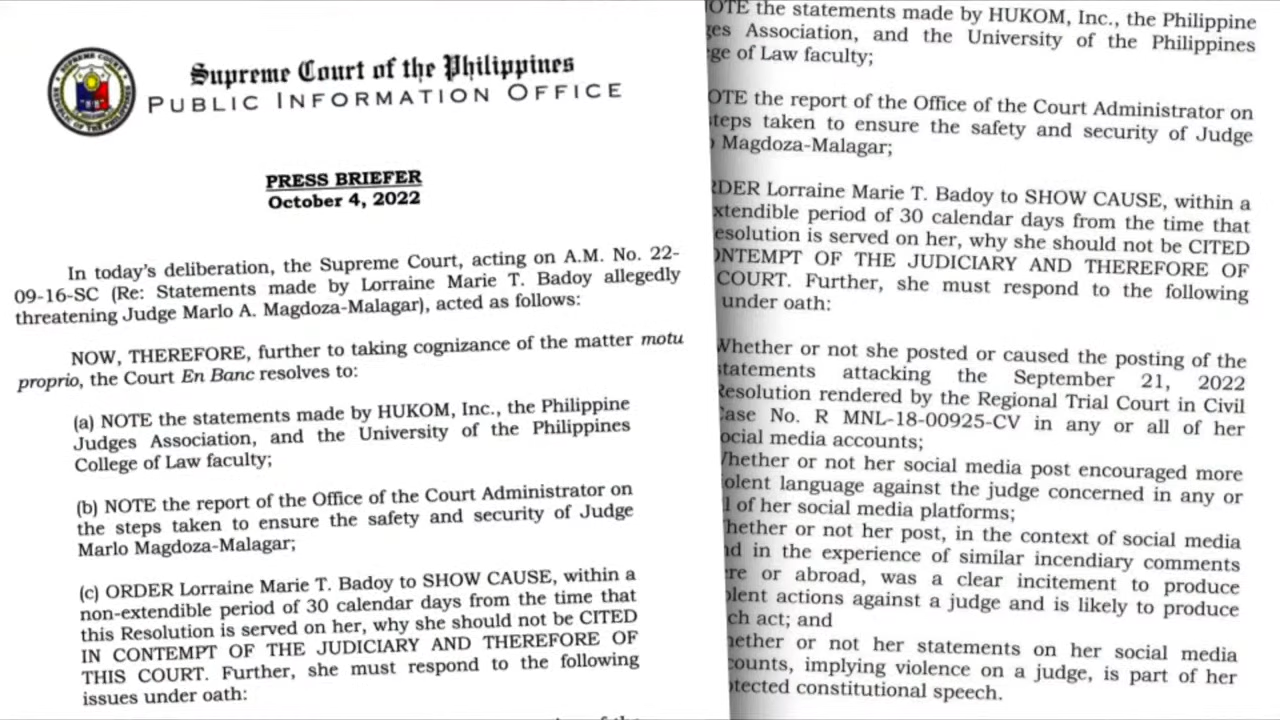 Supreme Court of the Philippines
PUBLIC INFORMATION OFFICE
PRESS BRIEFER
October 4, 2022
In today's deliberation, the Supreme Court, acting on A.M. No. 22-
09-16-SC (Re: Statements made by Lorraine Marie T. Badoy allegedly
threatening Judge Marlo A. Magdoza-Malagar), acted as follows:
NOW, THEREFORE, further to taking cognizance of the matter motu
proprio, the Court En Banc resolves to:
(a) NOTE the statements made by HUKOM, Inc., the Philippine
Judges Association, and the University of the Philippines
College of Law faculty;
(b) NOTE the report of the Office of the Court Administrator on
the steps taken to ensure the safety and security of Judge
Marlo Magdoza-Malagar;
(c) ORDER Lorraine Marie T. Badoy to SHOW CAUSE, within a
non-extendible period of 30 calendar days from the time that
this Resolution is served on her, why she should not be CITED
IN CONTEMPT OF THE JUDICIARY AND THEREFORE OF
THIS COURT. Further, she must respond to the following
issues under oath:
OTE the statements made by HUKOM, Inc., the Philippine
ges Association, and the University of the Philippines
ge of Law faculty;
OTE the report of the Office of the Court Administrator on
teps taken to ensure the safety and security of Judge
Magdoza-Malagar;
RDER Lorraine Marie T. Badoy to SHOW CAUSE, within a
xtendible period of 30 calendar days from the time that
esolution is served on her, why she should not be CITED
ONTEMPT OF THE JUDICIARY AND THEREFORE OF
COURT. Further, she must respond to the following
under oath:
Whether or not she posted or caused the posting of the
statements attacking the September 21, 2022
Resolution rendered by the Regional Trial Court in Civil
Case No. R MNL-18-00925-CV in any or all of her
ocial media accounts;
Whether or not her social media post encouraged more
olent language against the judge concerned in any or
l of her social media platforms;
hether or not her post, in the context of social media
nd in the experience of similar incendiary comments
re or abroad, was a clear incitement to produce
olent actions against a judge and is likely to produce
ch act; and
hether or not her statements on her social media
counts, implying violence on a judge, is part of her
otected constitutional speech.